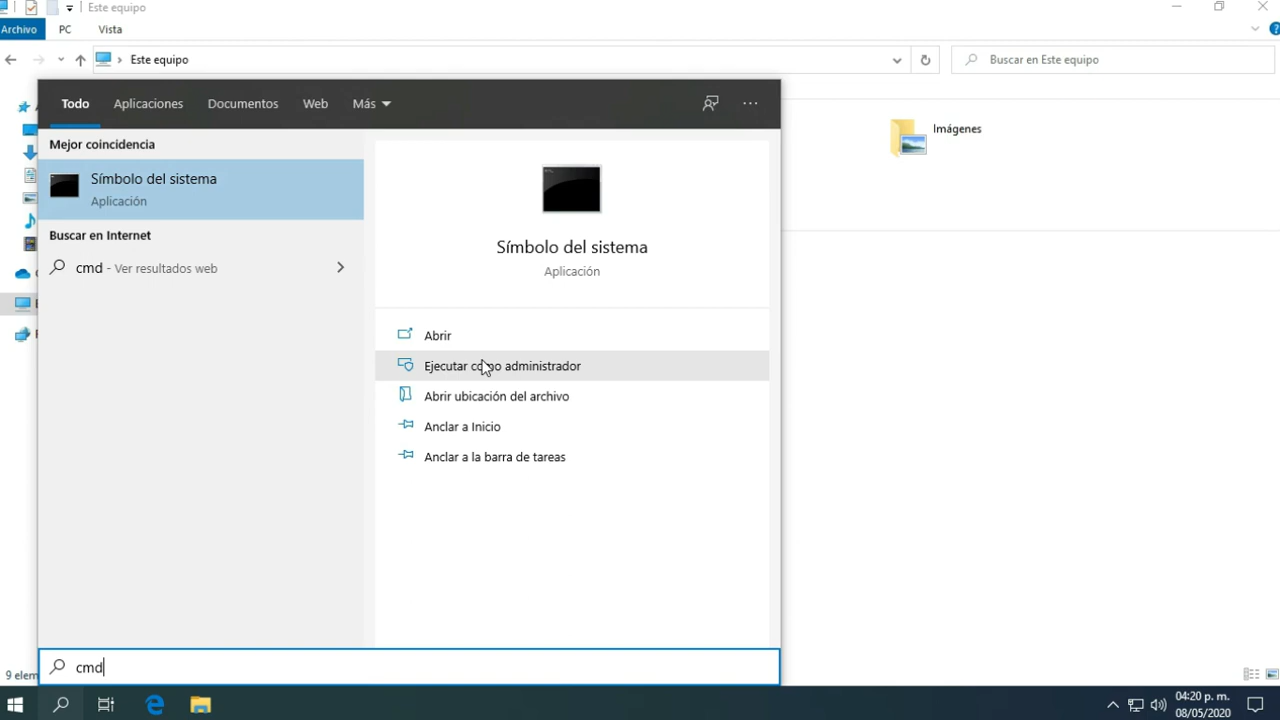 Este equipo
Archivo PC Vista
Este equipo
Buscar en Este equipo
Todo Aplicaciones Documentos Web Más
Imágenes
Mejor coincidencia
Símbolo del sistema
Aplicación
Buscar en Internet
cmd - Ver resultados web
Símbolo del sistema
Aplicación
Abrir
Ejecutar como administrador
Abrir ubicación del archivo
Anclar a Inicio
Anclar a la barra de tareas
9 elem
cmd
04:20 p. m.
08/05/2020